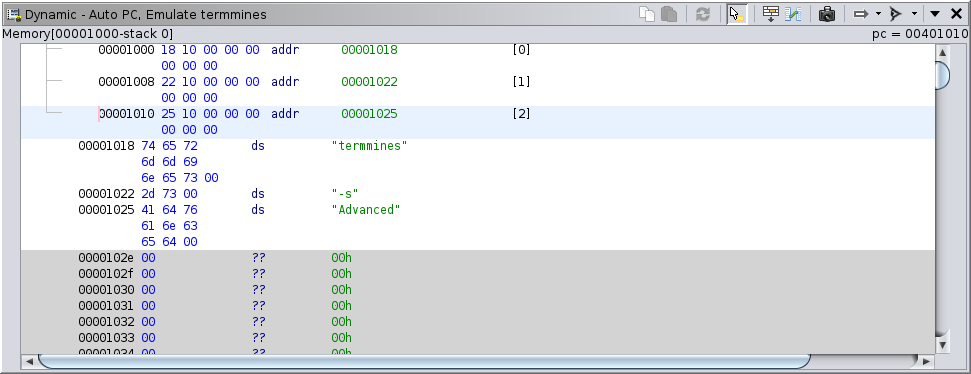 Dynamic - Auto PC, Emulate termmines
Memory[00001000-stack 0] pc = 00401010
00001000 18 10 00 00 00 addr 00001018 [0]
00 00 00
00001008 22 10 00 00 00 addr 00001022 [1]
00 00 00
00001010 25 10 00 00 00 addr 00001025 [2]
00 00 00
00001018 74 65 72 ds "termmines"
6d 6d 69
6e 65 73 00
00001022 2d 73 00 ds "-s"
00001025 41 64 76 ds "Advanced"
61 6e 63
65 64 00
0000102e 00 ?? 00h
0000102f 00 ?? 00h
00001030 00 ?? 00h
00001031 00 ?? 00h
00001032 00 ?? 00h
00001033 00 ?? 00h
00001034 00 ?? 00h